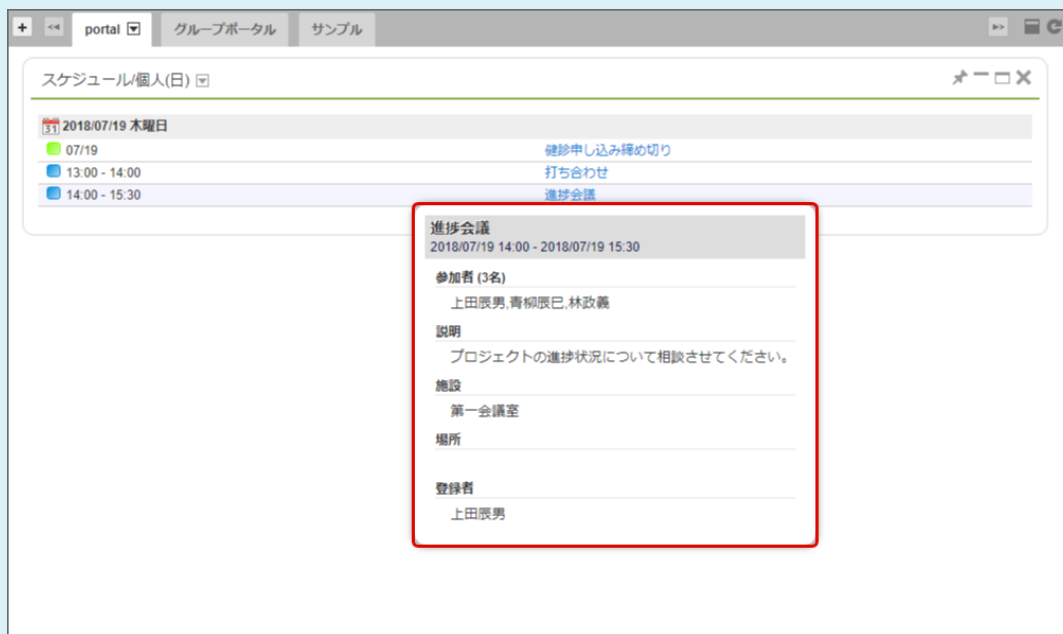 portal グループポータル サンプル
スケジュール/個人(日)
31 2018/07/19 木曜日
07/19 健診申し込み締め切り
13:00 - 14:00 打ち合わせ
14:00 - 15:30 進捗会議
進捗会議
2018/07/19 14:00 - 2018/07/19 15:30
参加者 (3名)
上田辰男,青柳辰巳,林政義
説明
プロジェクトの進捗状況について相談させてください。
施設
第一会議室
場所
登録者
上田辰男